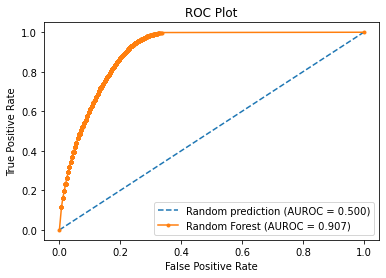 ROC Plot
True Positive Rate
1.0
0.8
0.6
0.4
0.2
0.0
0.0 0.2 0.4 0.6 0.8 1.0
False Positive Rate
Random prediction (AUROC = 0.500)
Random Forest (AUROC = 0.907)